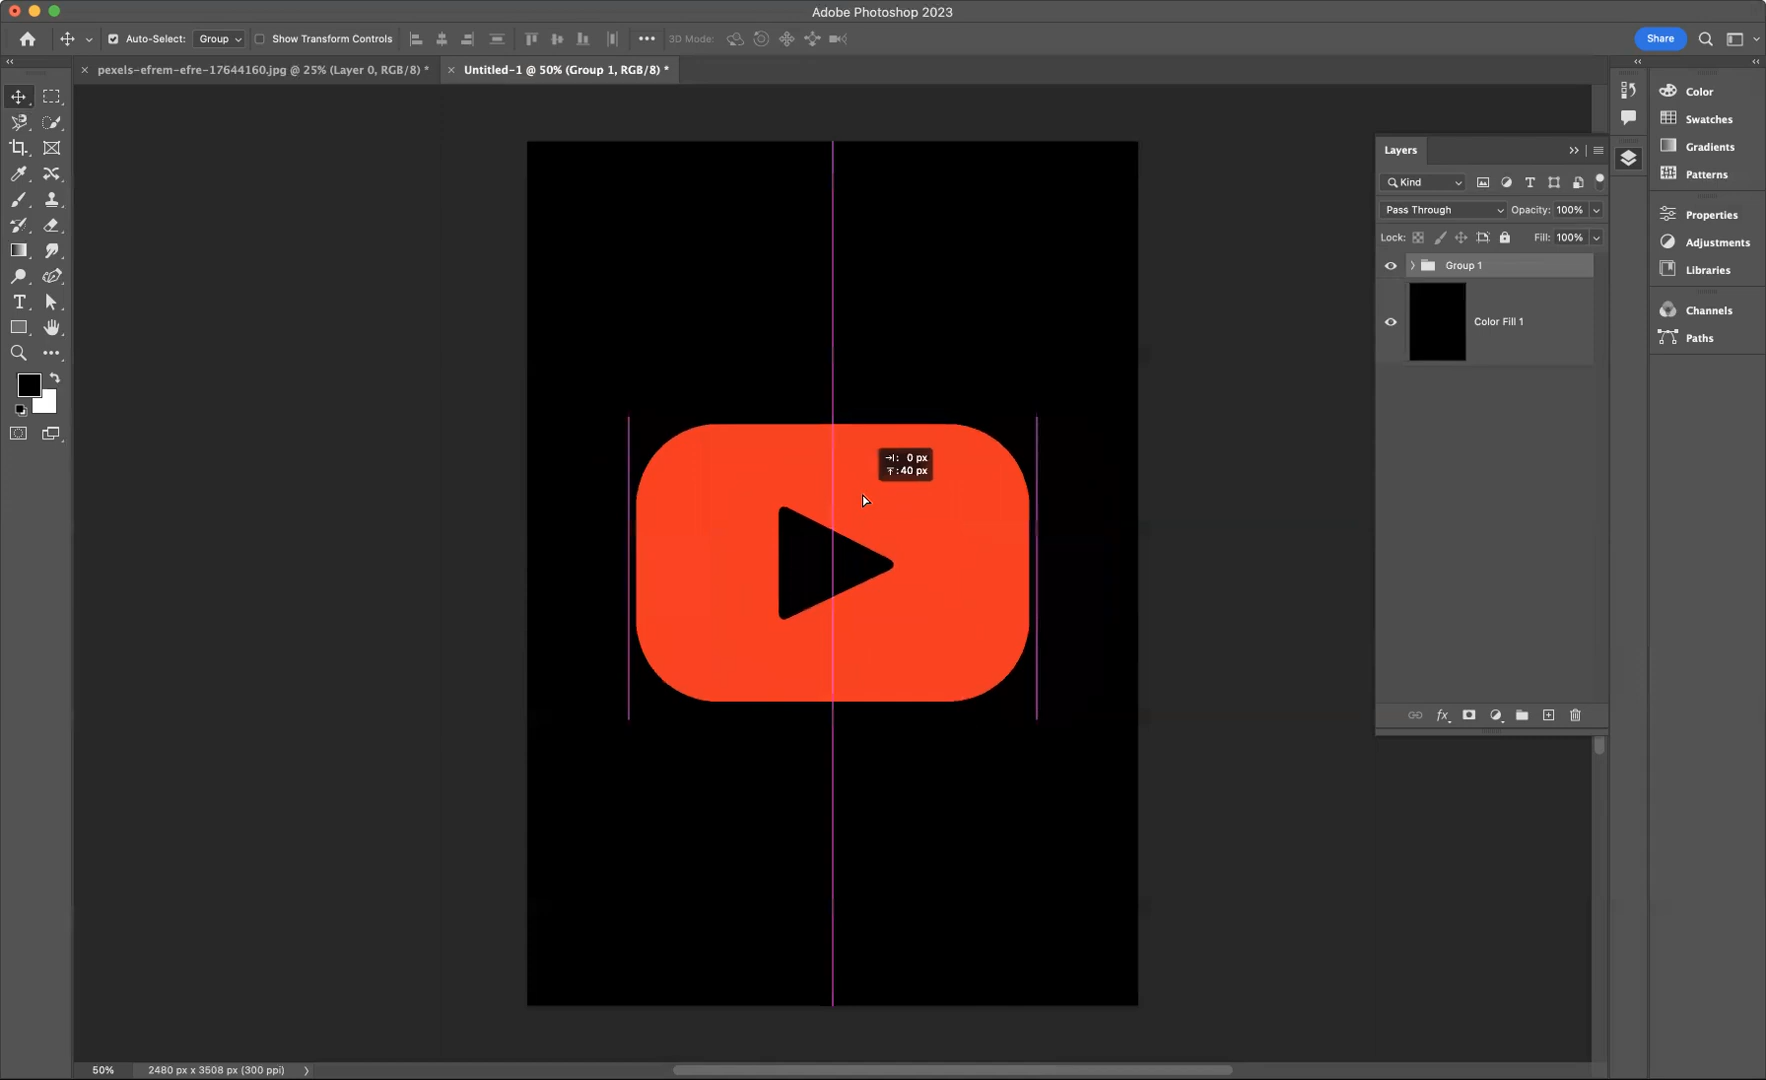 Adobe Photoshop 2023
Auto-Select: Group Show Transform Controls 3D Mode: Share
pexels-efrem-efre-17644160.jpg @ 25% (Layer 0, RGB/8) *
Untitled-1 @ 50% (Group 1, RGB/8) *
Layers
Kind
Pass Through Opacity: 100%
Lock: Fill: 100%
Group 1
Color Fill 1
Color
Swatches
Gradients
Patterns
Properties
Adjustments
Libraries
Channels
Paths
: 0 px
: 40 px
50% 2480 px x 3508 px (300 ppi)